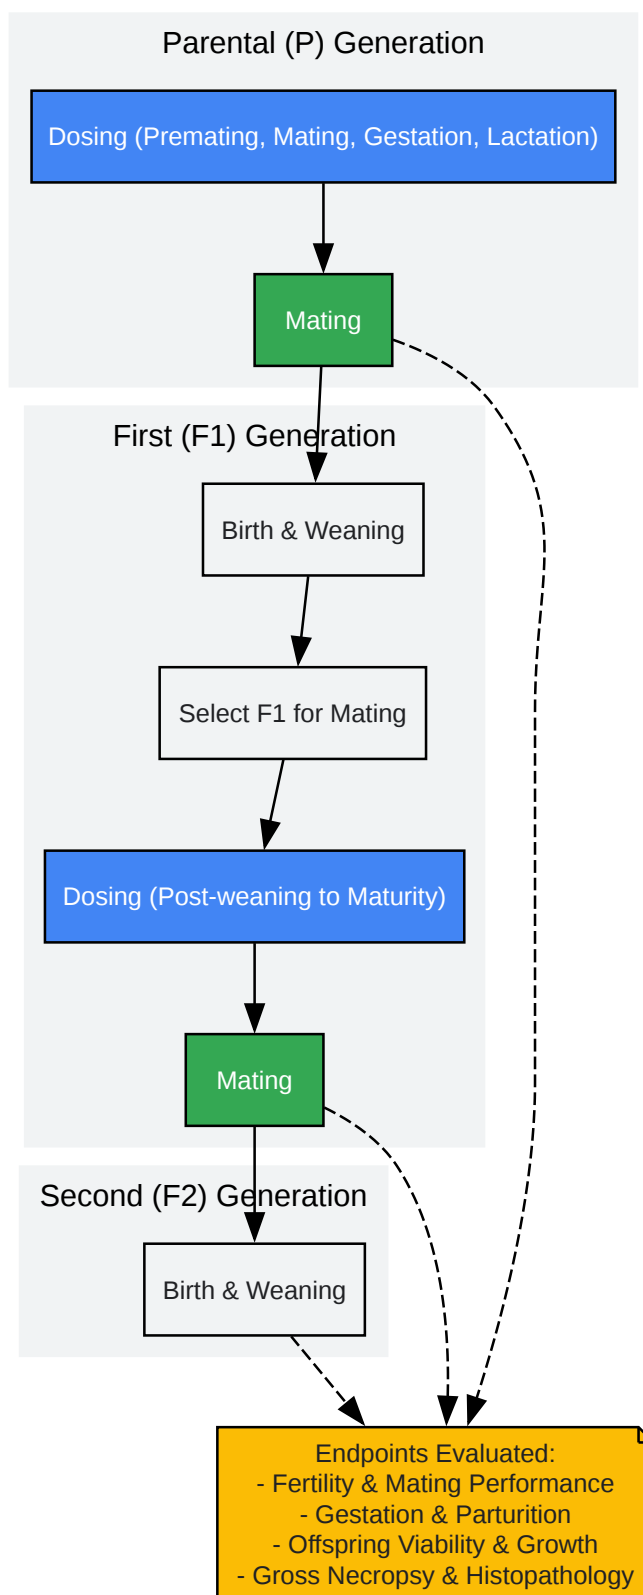 Parental (P) Generation
Dosing (Premating, Mating, Gestation, Lactation)
Mating
First (F1) Generation
Birth & Weaning
Select F1 for Mating
Dosing (Post-weaning to Maturity)
Mating
Second (F2) Generation
Birth & Weaning
Endpoints Evaluated:
- Fertility & Mating Performance
- Gestation & Parturition
- Offspring Viability & Growth
- Gross Necropsy & Histopathology